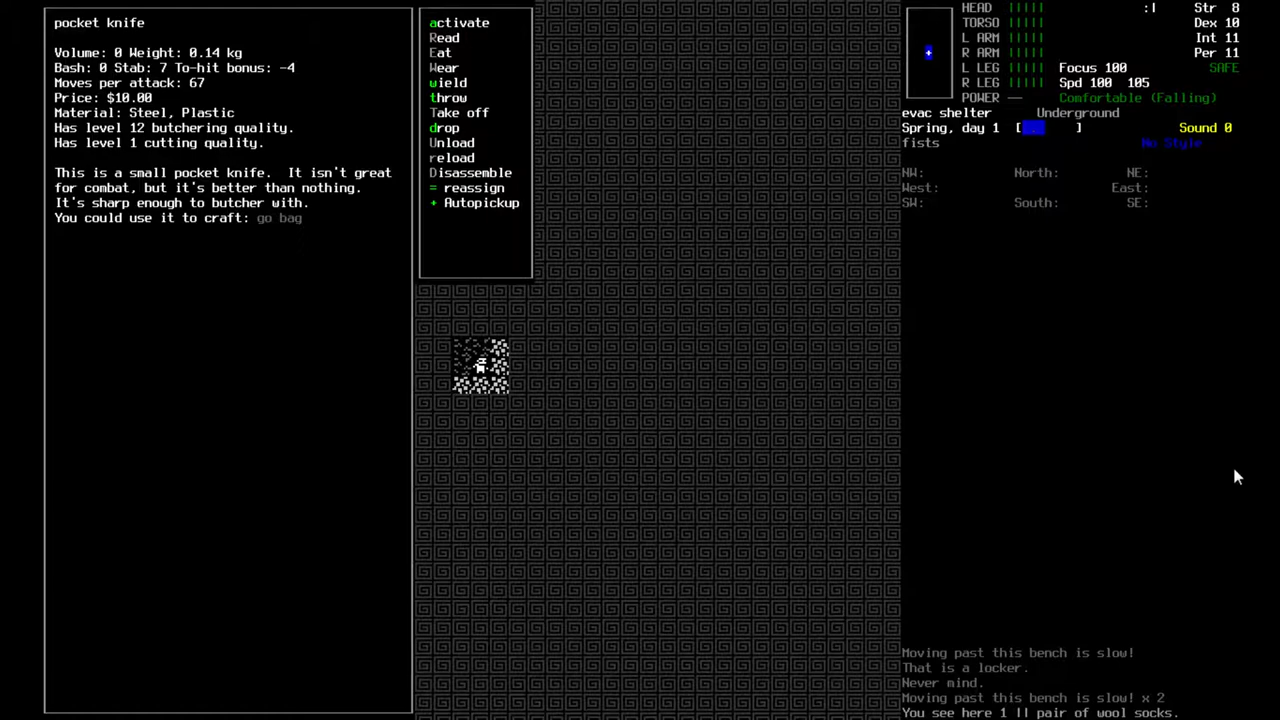 pocket knife
Volume: 0 Weight: 0.14 kg
Bash: 0 Stab: 7 To-hit bonus: -4
Moves per attack: 67
Price: $10.00
Material: Steel, Plastic
Has level 12 butchering quality.
Has level 1 cutting quality.
This is a small pocket knife.  It isn't great
for combat, but it's better than nothing.
It's sharp enough to butcher with.
You could use it to craft: go bag
activate
Read
Eat
Wear
wield
throw
Take off
drop
Unload
reload
Disassemble
= reassign
+ Autopickup
HEAD ||||| :| Str 8
TORSO ||||| Dex 10
L ARM ||||| Int 11
R ARM ||||| Per 11
L LEG ||||| Focus 100 SAFE
R LEG ||||| Spd 100 105
POWER — Comfortable (Falling)
evac shelter Underground
Spring, day 1 [ . ] Sound 0
fists No Style
NW: North: NE:
West: East:
SW: South: SE:
Moving past this bench is slow!
That is a locker.
Never mind.
Moving past this bench is slow! x 2
You see here 1 || pair of wool socks.